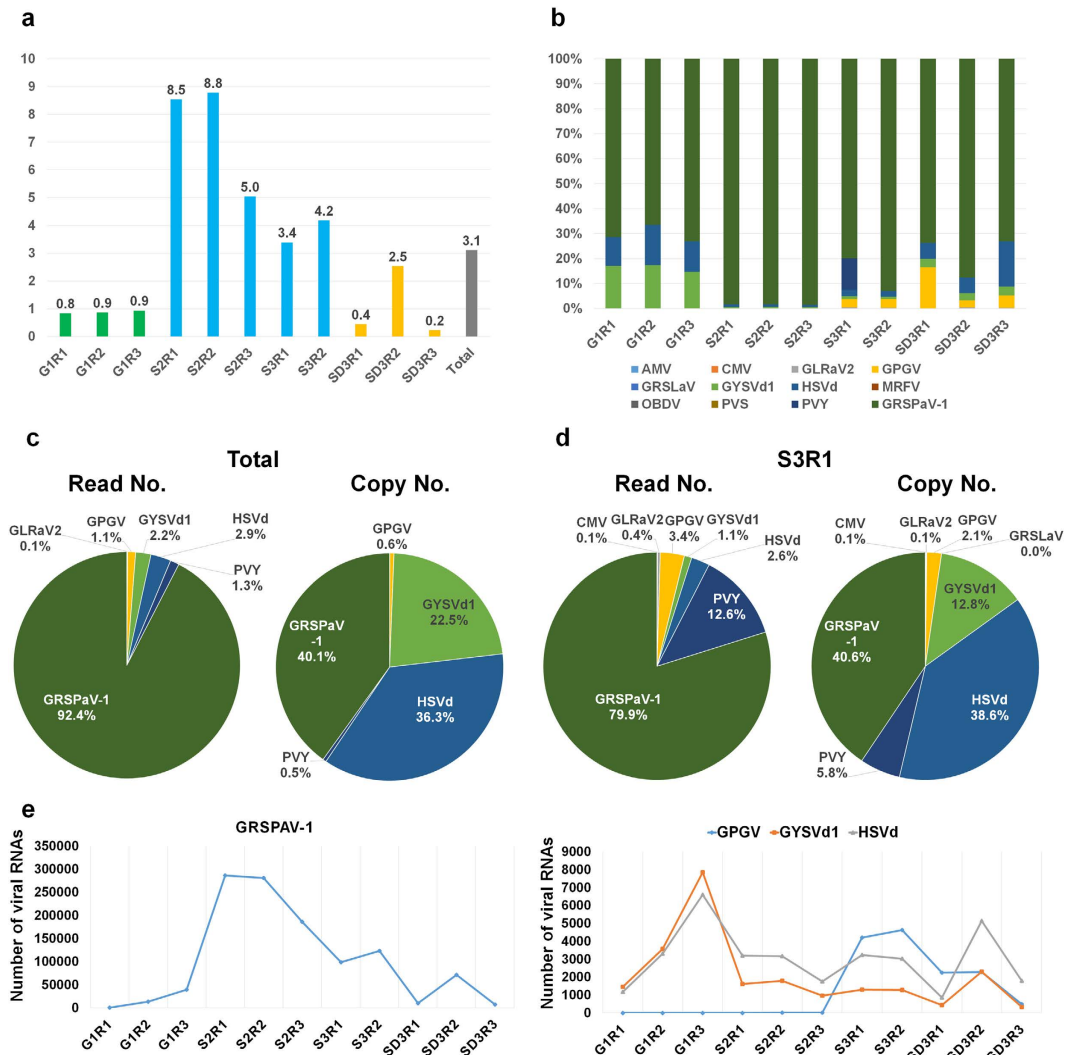 a
10
9
8
7
6
5
4
3
2
1
0
0.8
0.9
0.9
8.5
8.8
5.0
3.4
4.2
0.4
2.5
0.2
3.1
G1R1
G1R2
G1R3
S2R1
S2R2
S2R3
S3R1
S3R2
SD3R1
SD3R2
SD3R3
Total
b
100%
90%
80%
70%
60%
50%
40%
30%
20%
10%
0%
G1R1
G1R2
G1R3
S2R1
S2R2
S2R3
S3R1
S3R2
SD3R1
SD3R2
SD3R3
AMV CMV GLRaV2 GPGV
GRSLaV GYSVd1 HSVd MRFV
OBDV PVS PVY GRSPaV-1
c
Total
Read No.
GLRaV2
0.1%
GPGV
1.1%
GYSVd1
2.2%
HSVd
2.9%
PVY
1.3%
GRSPaV-1
92.4%
Copy No.
GPGV
0.6%
GYSVd1
22.5%
HSVd
36.3%
PVY
0.5%
GRSPaV
-1
40.1%
d
S3R1
Read No.
CMV
0.1%
GLRaV2
0.4%
GPGV
3.4%
GYSVd1
1.1%
HSVd
2.6%
PVY
12.6%
GRSPaV-1
79.9%
Copy No.
CMV
0.1%
GLRaV2
0.1%
GPGV
2.1%
GRSLaV
0.0%
GYSVd1
12.8%
HSVd
38.6%
PVY
5.8%
GRSPaV
-1
40.6%
e
GRSPAV-1
Number of viral RNAs
350000
300000
250000
200000
150000
100000
50000
0
G1R1
G1R2
G1R3
S2R1
S2R2
S2R3
S3R1
S3R2
SD3R1
SD3R2
SD3R3
GPGV GYSVd1 HSVd
Number of viral RNAs
9000
8000
7000
6000
5000
4000
3000
2000
1000
0
G1R1
G1R2
G1R3
S2R1
S2R2
S2R3
S3R1
S3R2
SD3R1
SD3R2
SD3R3